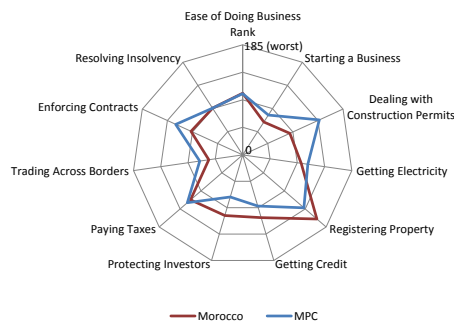 Ease of Doing Business
Rank
185 (worst)
Starting a Business
Dealing with
Construction Permits
Getting Electricity
Registering Property
Getting Credit
Protecting Investors
Paying Taxes
Trading Across Borders
Enforcing Contracts
Resolving Insolvency
0
Morocco
MPC